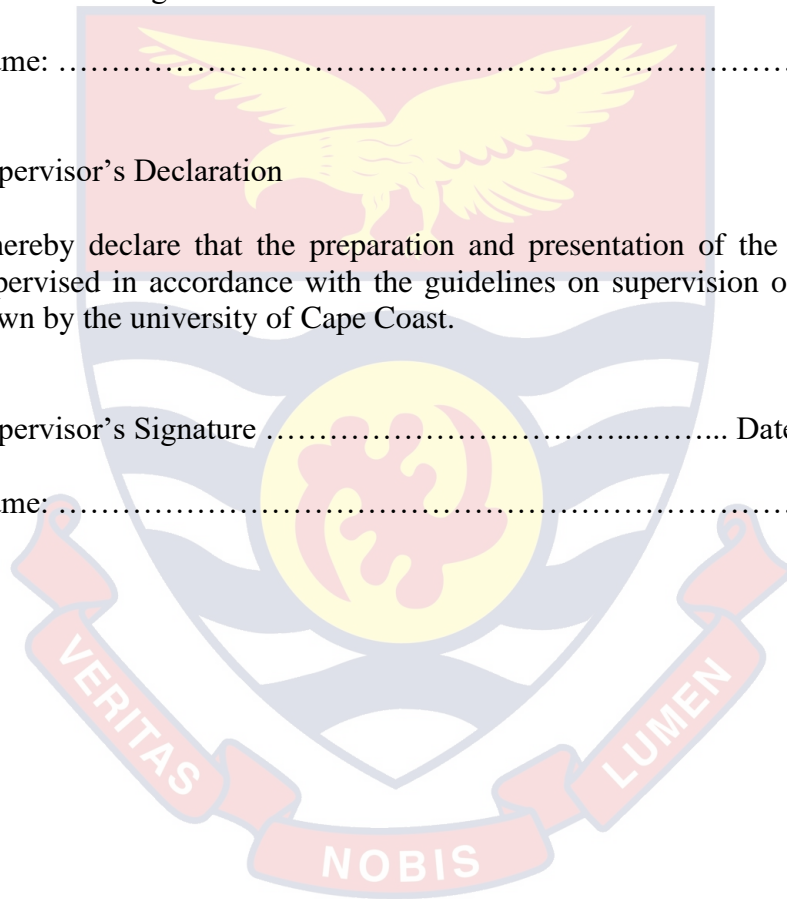 ame: ……………………………………………………………
pervisor’s Declaration
hereby declare that the preparation and presentation of the
pervised in accordance with the guidelines on supervision o
wn by the university of Cape Coast.
pervisor’s Signature ……………………………...……... Date
ame: ……………………………………………………………
VERITAS
NOBIS
LUMEN